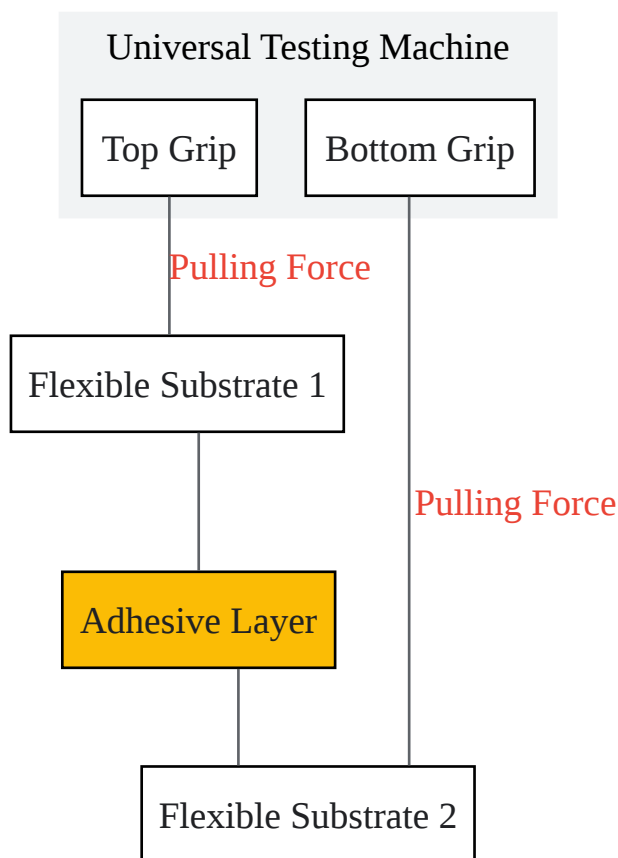 Universal Testing Machine
Top Grip
Bottom Grip
Pulling Force
Flexible Substrate 1
Pulling Force
Adhesive Layer
Flexible Substrate 2